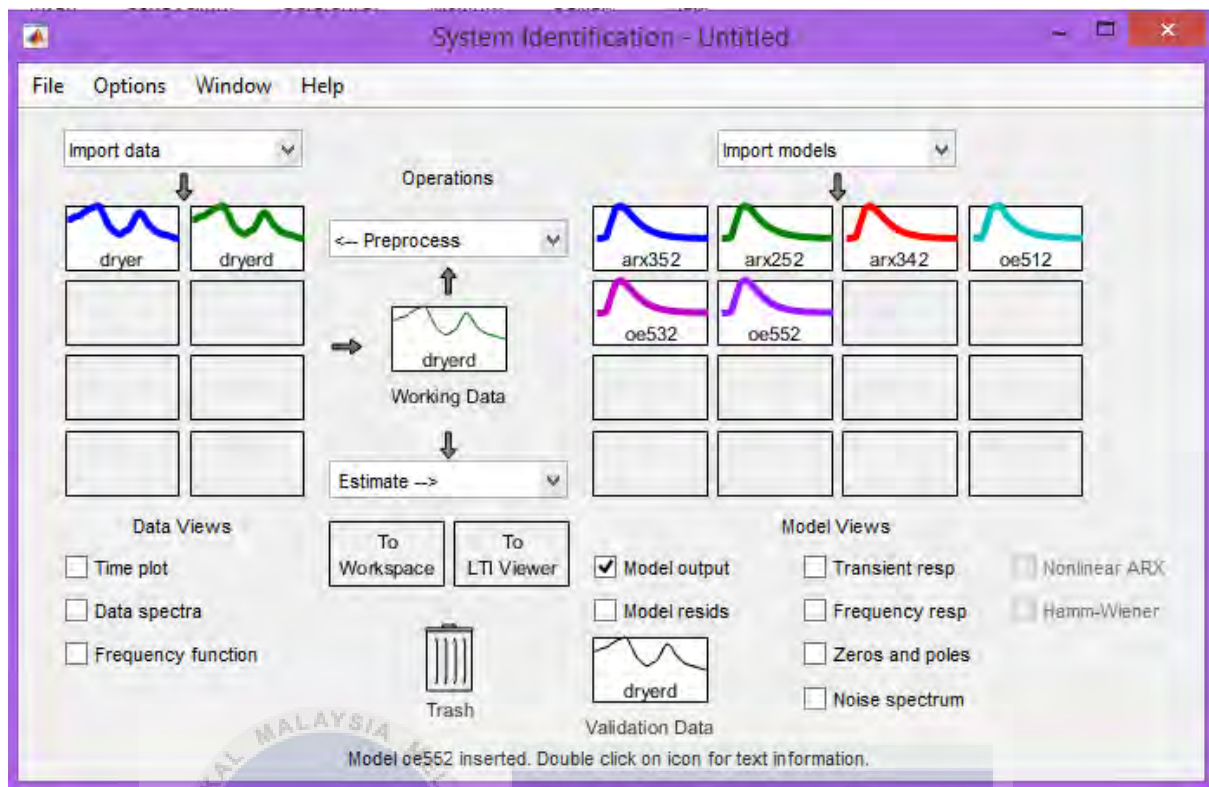 System Identification - Untitled
File Options Window Help
Import data
Import models
Operations
<-- Preprocess
dryer dryerd
arx352 arx252 arx342 oe512
oe532 oe552
dryerd
Working Data
Estimate -->
Data Views
Model Views
To Workspace
To LTI Viewer
Time plot
Data spectra
Frequency function
Model output
Model resids
Transient resp
Frequency resp
Zeros and poles
Noise spectrum
Nonlinear ARX
Hamm-Wiener
Trash
dryerd
Validation Data
MALAYSIA
Model oe552 inserted. Double click on icon for text information.